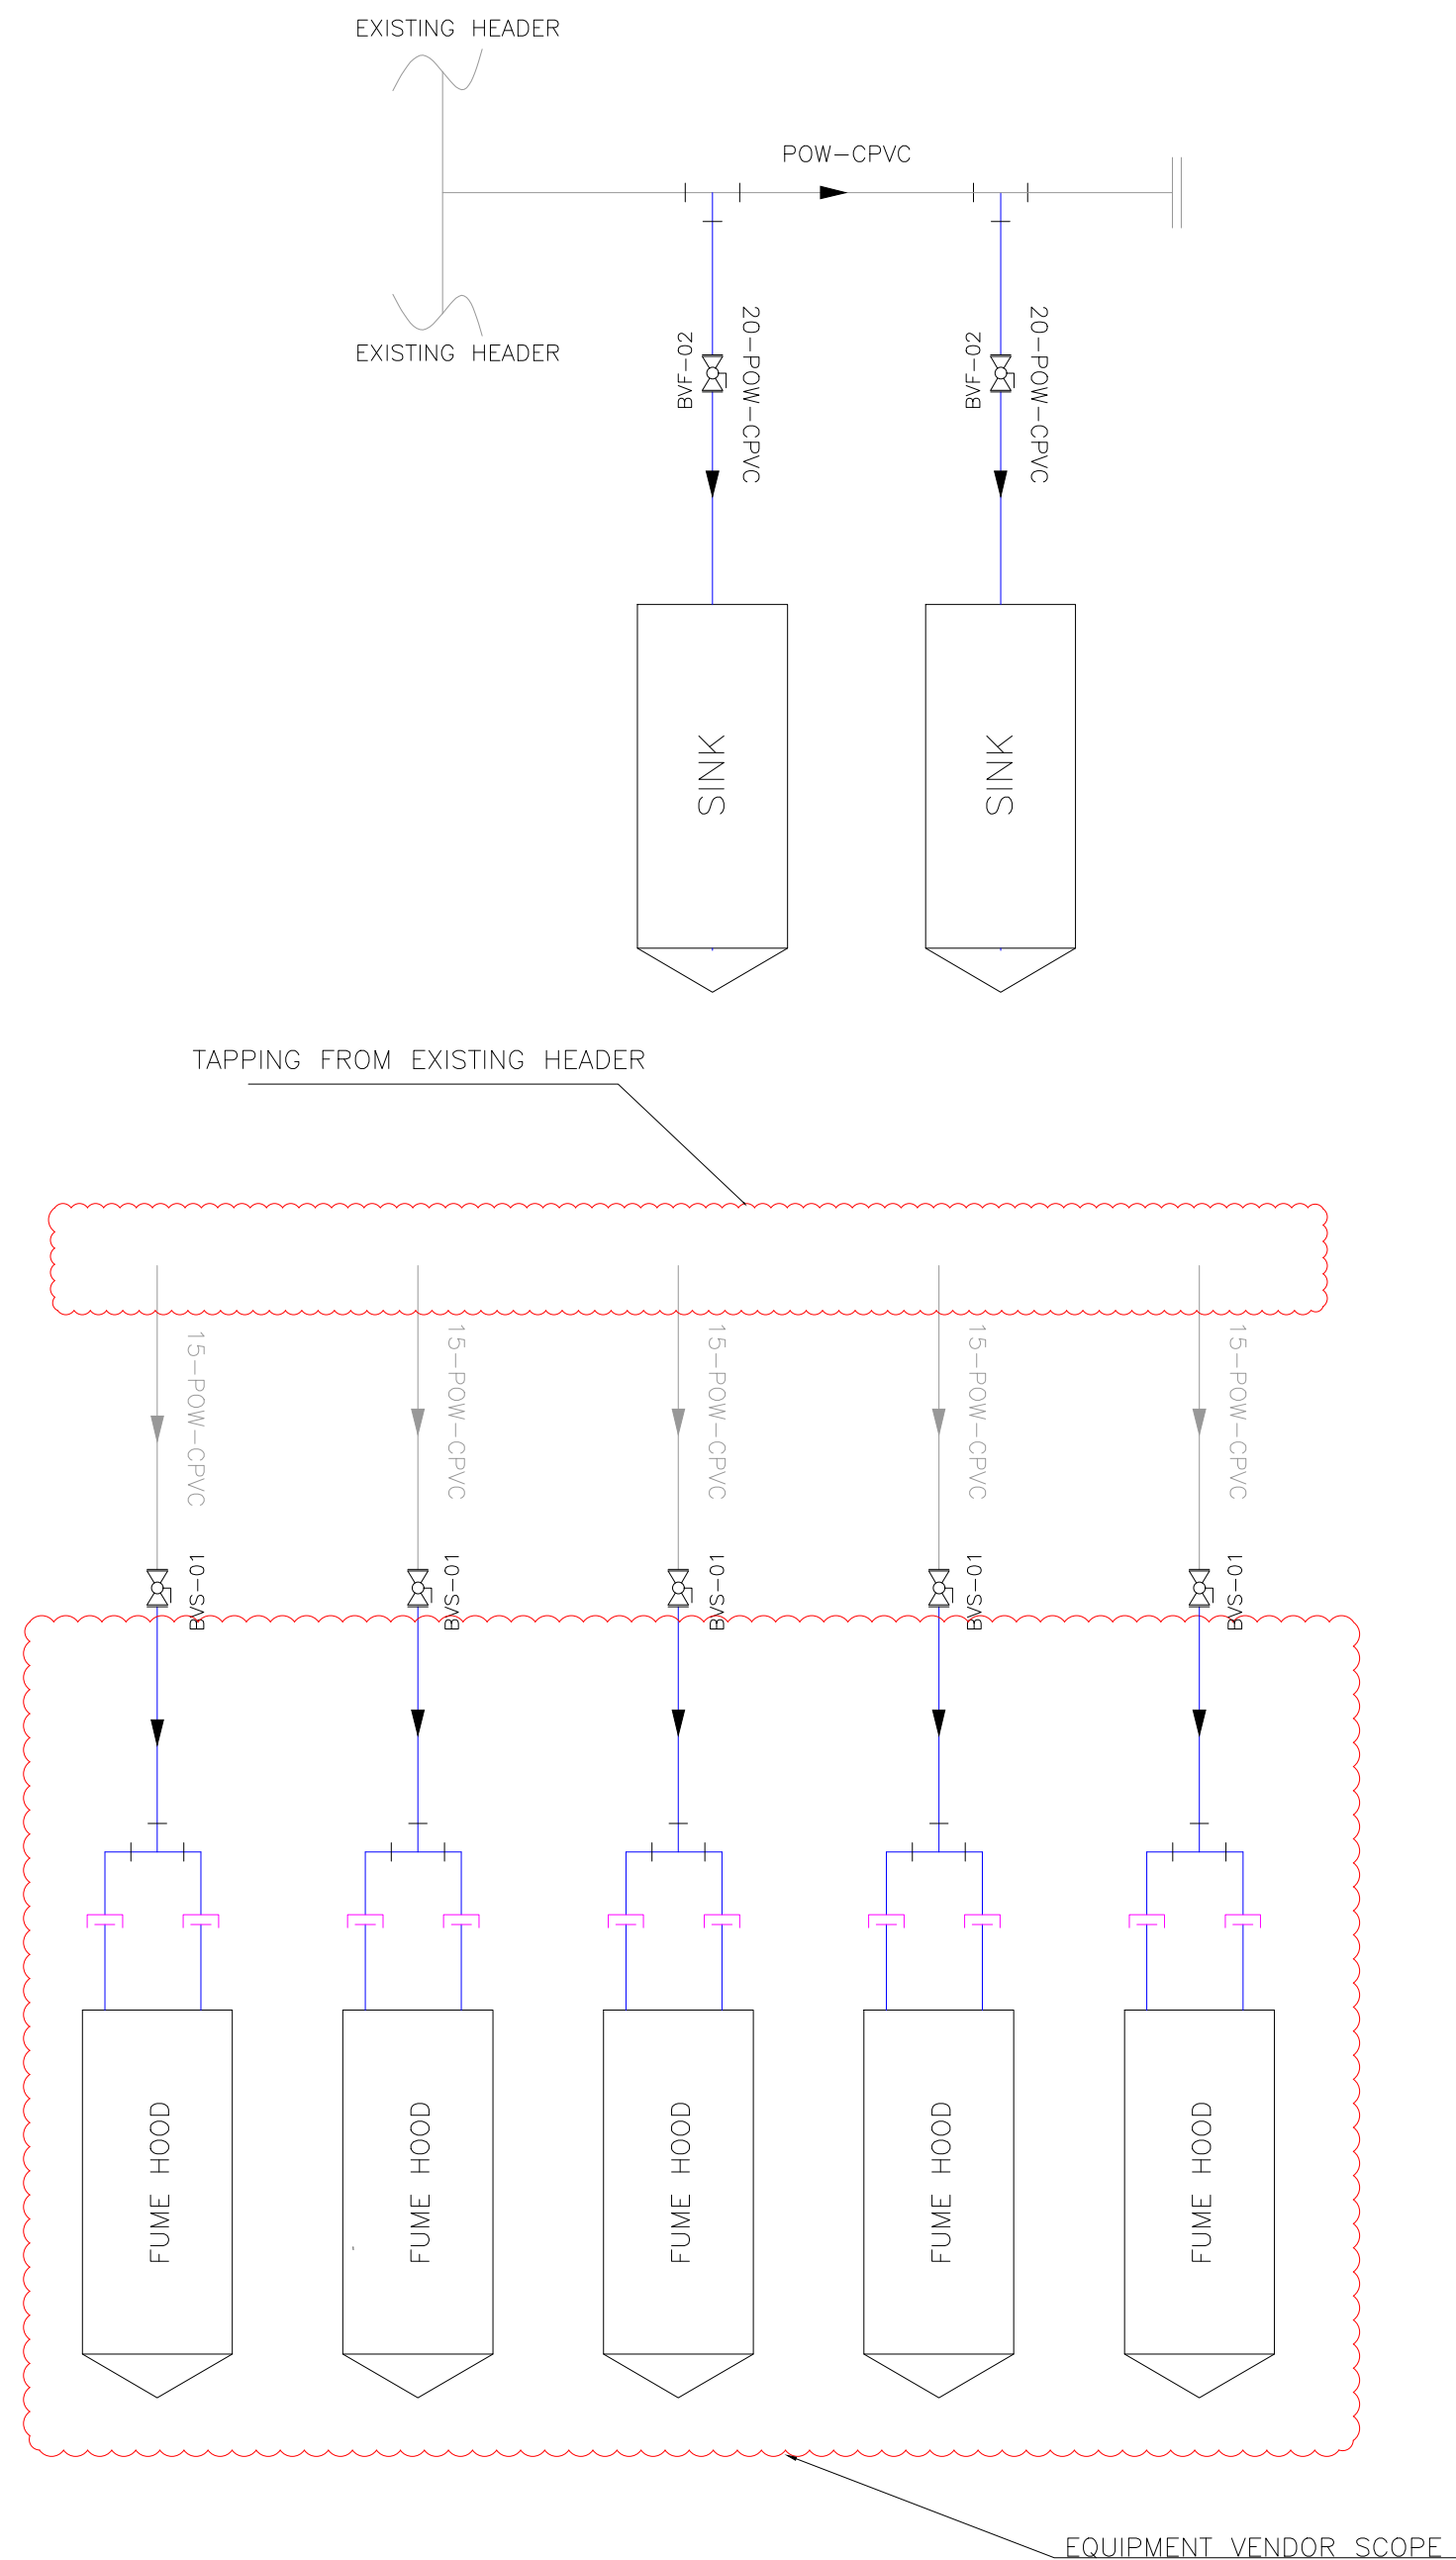 EXISTING HEADER
POW-CPVC
EXISTING HEADER
BVF-02
20-POW-CPVC
BVF-02
20-POW-CPVC
SINK
SINK
TAPPING FROM EXISTING HEADER
15-POW-CPVC
15-POW-CPVC
15-POW-CPVC
15-POW-CPVC
15-POW-CPVC
BVS-01
BVS-01
BVS-01
BVS-01
BVS-01
FUME HOOD
FUME HOOD
FUME HOOD
FUME HOOD
FUME HOOD
EQUIPMENT VENDOR SCOPE